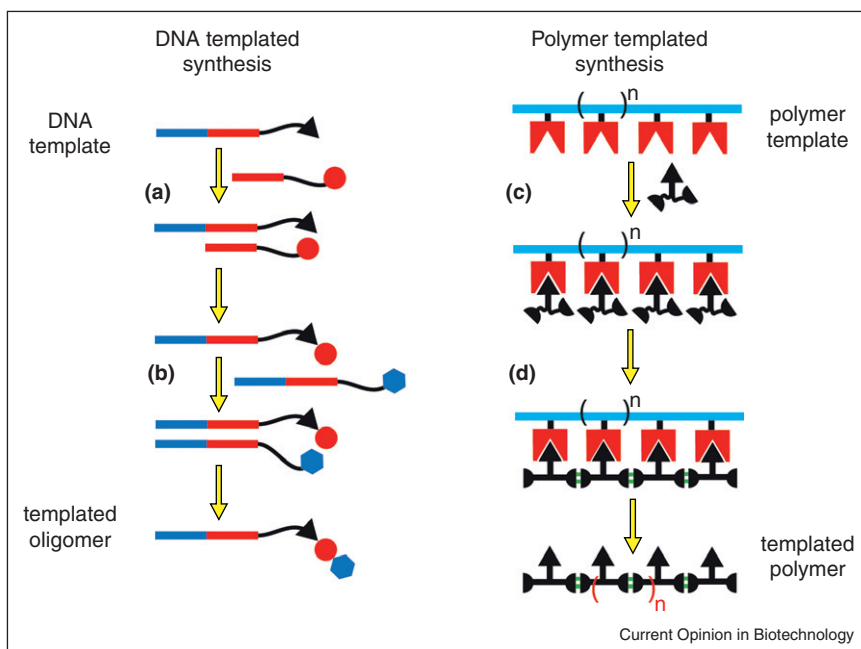 DNA templated
synthesis
Polymer templated
synthesis
DNA
template
n
( )
polymer
template
(a)
(c)
n
( )
(b)
(d)
n
( )
templated
oligomer
templated
polymer
( )
n
Current Opinion in Biotechnology